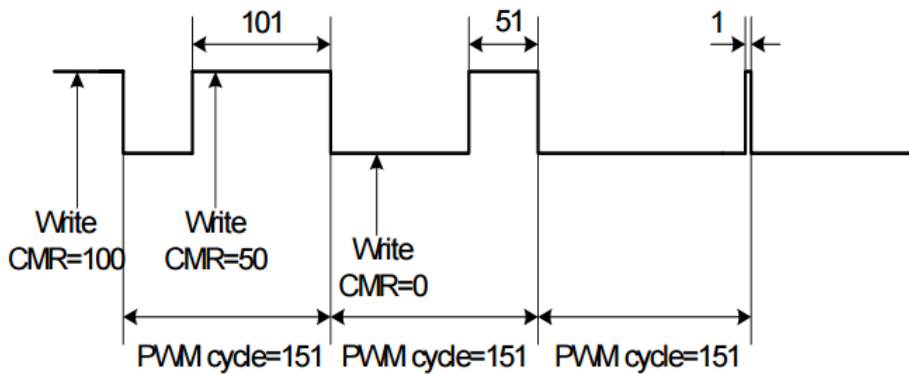 101
51
1
Write
CMR=100
Write
CMR=50
Write
CMR=0
PWM cycle=151
PWM cycle=151
PWM cycle=151